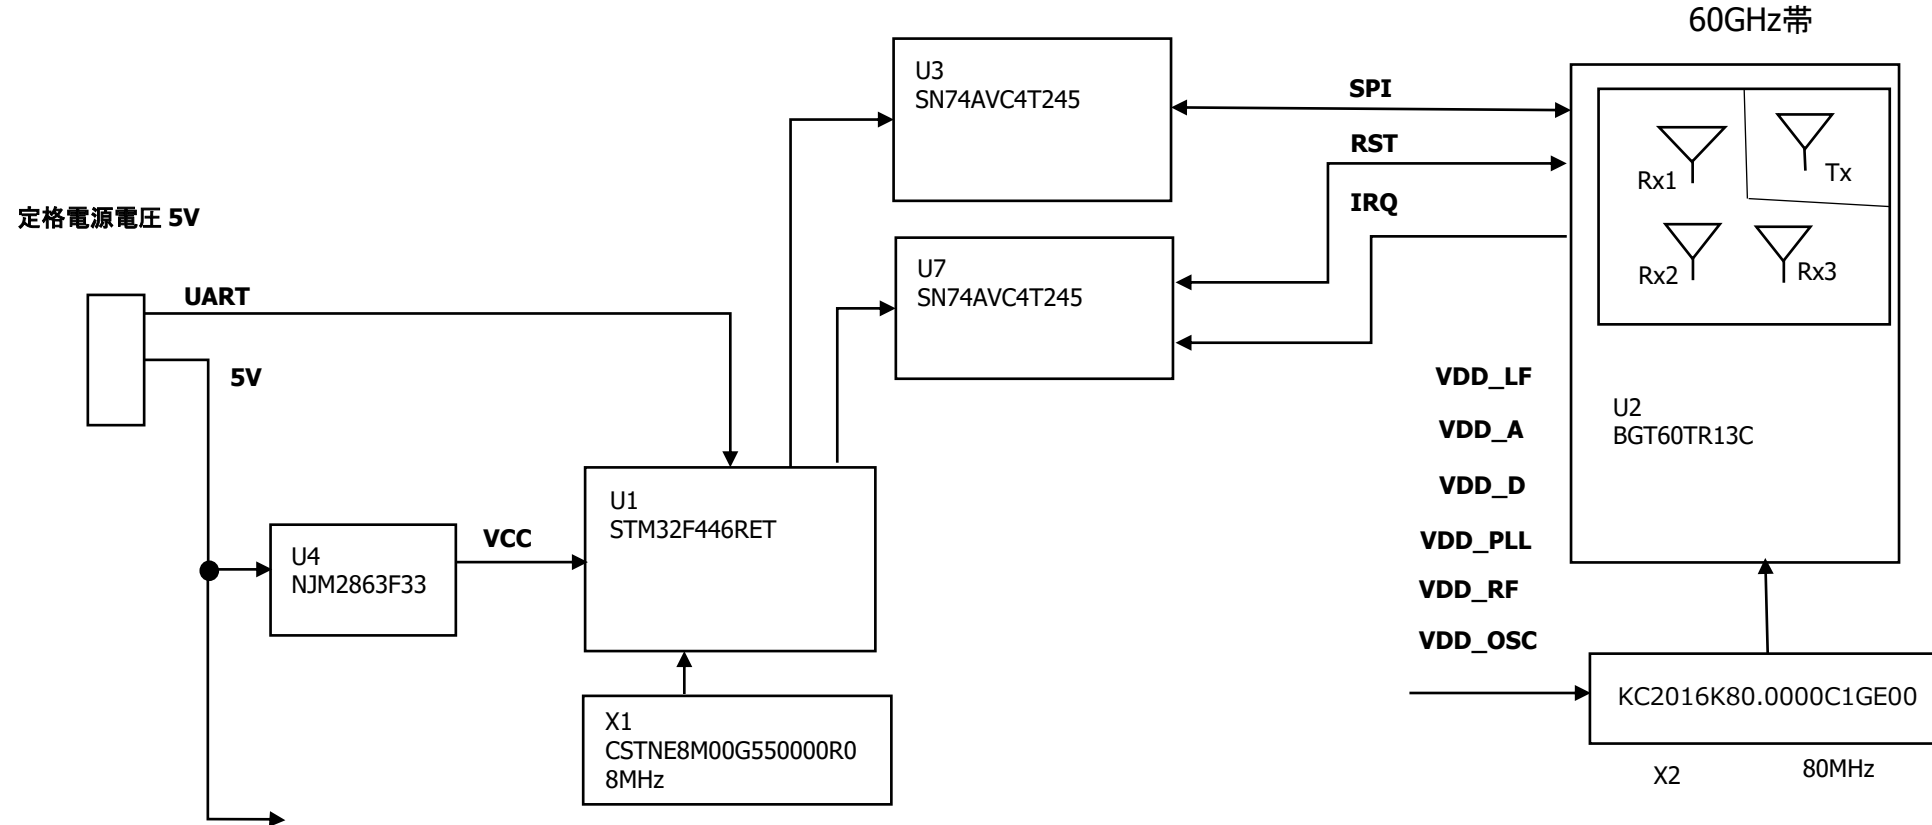 60GHz帯
U3
SN74AVC4T245
SPI
RST
IRQ
Rx1
Tx
Rx2
Rx3
定格電源電圧 5V
UART
5V
U7
SN74AVC4T245
VDD_LF
VDD_A
VDD_D
VDD_PLL
VDD_RF
VDD_OSC
U2
BGT60TR13C
U4
NJM2863F33
VCC
U1
STM32F446RET
X1
CSTNE8M00G550000R0
8MHz
KC2016K80.0000C1GE00
X2
80MHz